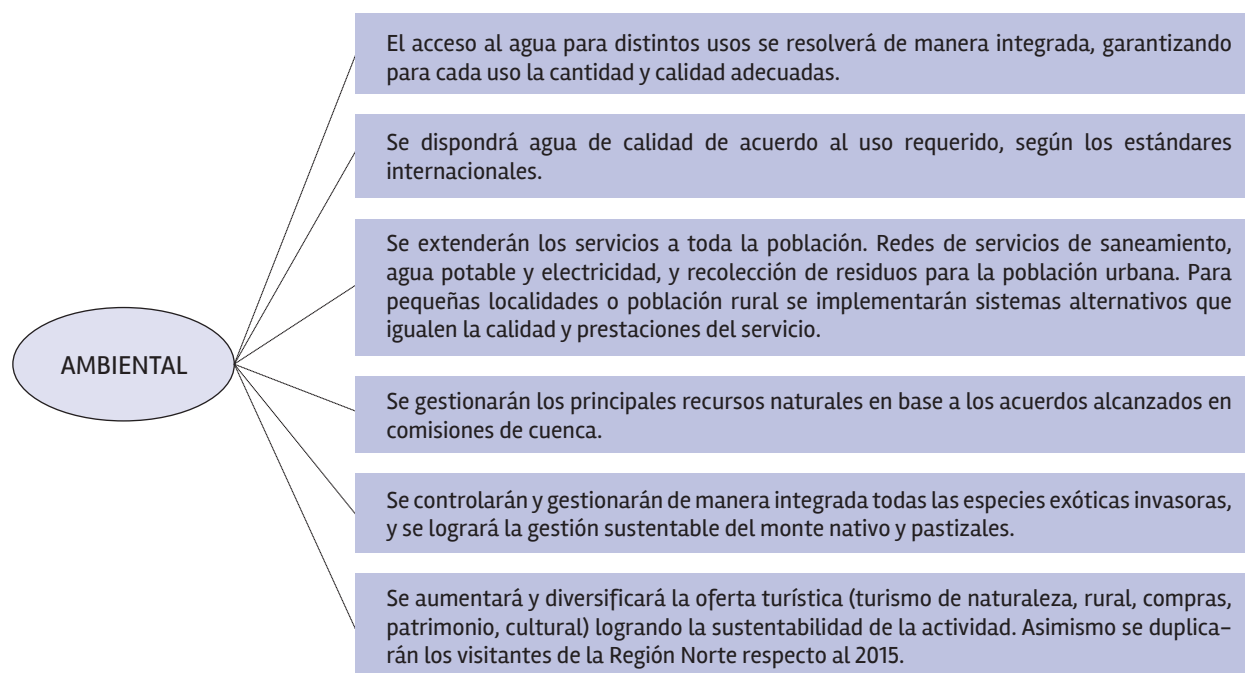 El acceso al agua para distintos usos se resolverá de manera integrada, garantizando
para cada uso la cantidad y calidad adecuadas.
Se dispondrá agua de calidad de acuerdo al uso requerido, según los estándares
internacionales.
Se extenderán los servicios a toda la población. Redes de servicios de saneamiento,
agua potable y electricidad, y recolección de residuos para la población urbana. Para
pequeñas localidades o población rural se implementarán sistemas alternativos que
igualen la calidad y prestaciones del servicio.
AMBIENTAL
Se gestionarán los principales recursos naturales en base a los acuerdos alcanzados en
comisiones de cuenca.
Se controlarán y gestionarán de manera integrada todas las especies exóticas invasoras,
y se logrará la gestión sustentable del monte nativo y pastizales.
Se aumentará y diversificará la oferta turística (turismo de naturaleza, rural, compras,
patrimonio, cultural) logrando la sustentabilidad de la actividad. Asimismo se duplica-
rán los visitantes de la Región Norte respecto al 2015.